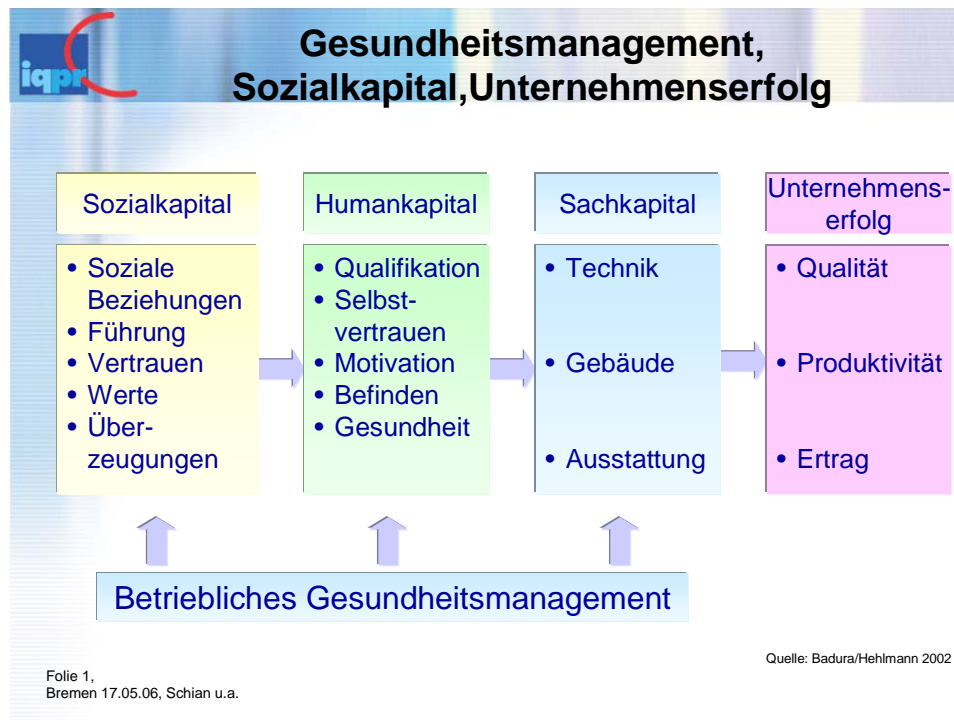 iqpr
Gesundheitsmanagement,
Sozialkapital,Unternehmenserfolg
Sozialkapital
• Soziale
Beziehungen
• Führung
• Vertrauen
• Werte
• Über-
zeugungen
Humankapital
• Qualifikation
• Selbst-
vertrauen
• Motivation
• Befinden
• Gesundheit
Sachkapital
• Technik
• Gebäude
• Ausstattung
Unternehmens-
erfolg
• Qualität
• Produktivität
• Ertrag
Betriebliches Gesundheitsmanagement
Quelle: Badura/Hehlmann 2002
Folie 1,
Bremen 17.05.06, Schian u.a.